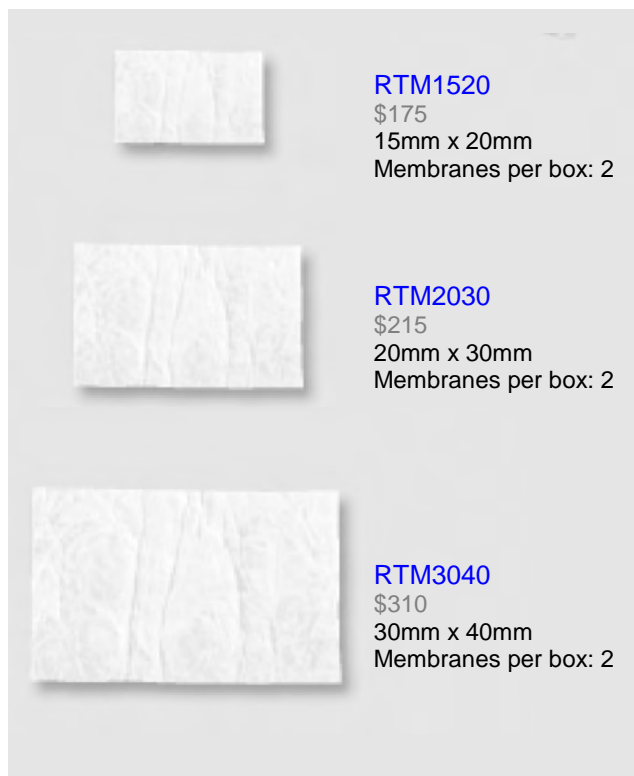 RTM1520
$175
15mm x 20mm
Membranes per box: 2
RTM2030
$215
20mm x 30mm
Membranes per box: 2
RTM3040
$310
30mm x 40mm
Membranes per box: 2